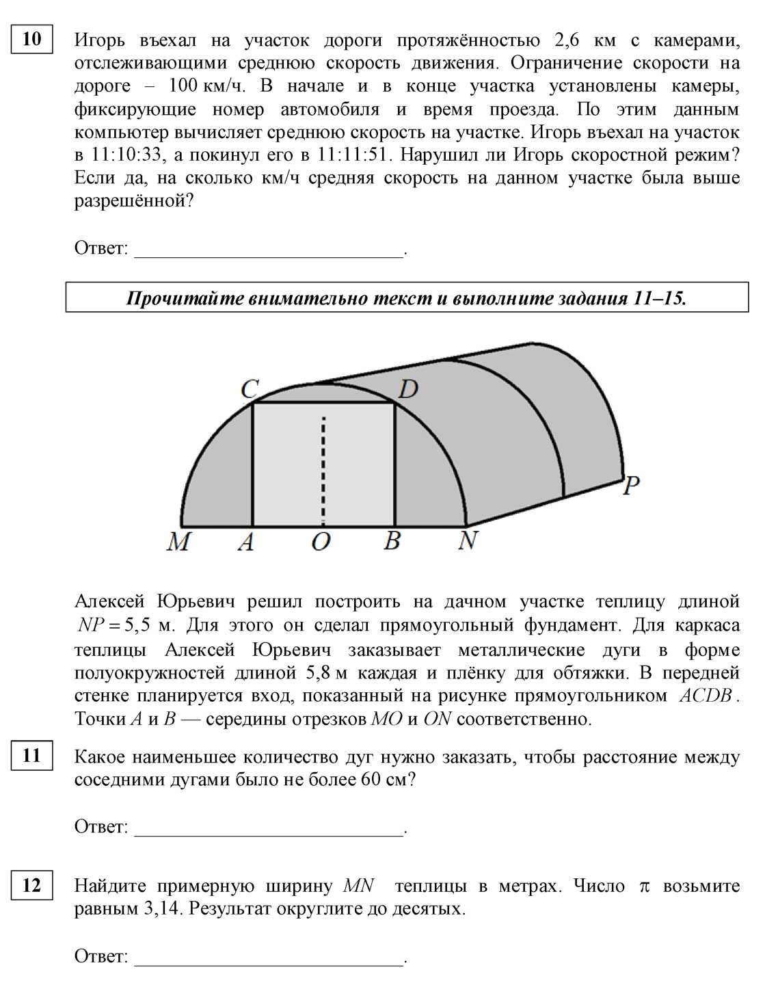 10
Игорь въехал на участок дороги протяжённостью 2,6 км с камерами,
отслеживающими среднюю скорость движения. Ограничение скорости на
дороге – 100 км/ч. В начале и в конце участка установлены камеры,
фиксирующие номер автомобиля и время проезда. По этим данным
компьютер вычисляет среднюю скорость на участке. Игорь въехал на участок
в 11:10:33, а покинул его в 11:11:51. Нарушил ли Игорь скоростной режим?
Если да, на сколько км/ч средняя скорость на данном участке была выше
разрешённой?
Ответ: ____________________________.
Прочитайте внимательно текст и выполните задания 11–15.
C D
P
M A O B N
Алексей Юрьевич решил построить на дачном участке теплицу длиной
NP = 5,5 м. Для этого он сделал прямоугольный фундамент. Для каркаса
теплицы Алексей Юрьевич заказывает металлические дуги в форме
полуокружностей длиной 5,8 м каждая и плёнку для обтяжки. В передней
стенке планируется вход, показанный на рисунке прямоугольником ACDB.
Точки A и B — середины отрезков MO и ON соответственно.
11
Какое наименьшее количество дуг нужно заказать, чтобы расстояние между
соседними дугами было не более 60 см?
Ответ: ____________________________.
12
Найдите примерную ширину MN теплицы в метрах. Число π возьмите
равным 3,14. Результат округлите до десятых.
Ответ: ____________________________.